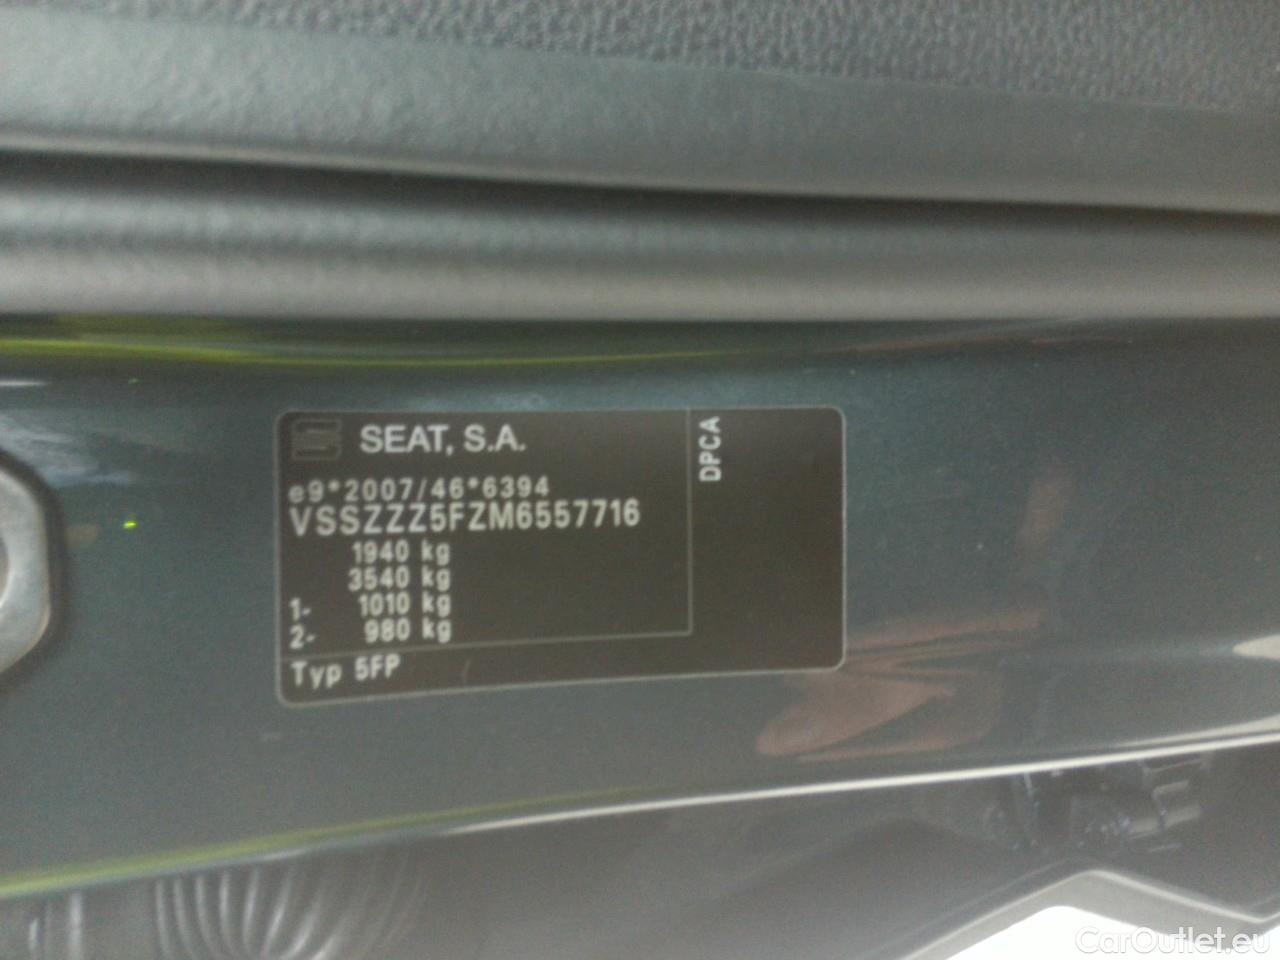 SEAT, S.A.
DPCA
e9*2007/46*6394
VSSZZZ5FZM6557716
1940 kg
3540 kg
1- 1010 kg
2- 980 kg
Typ 5FP
CarOutlet.eu